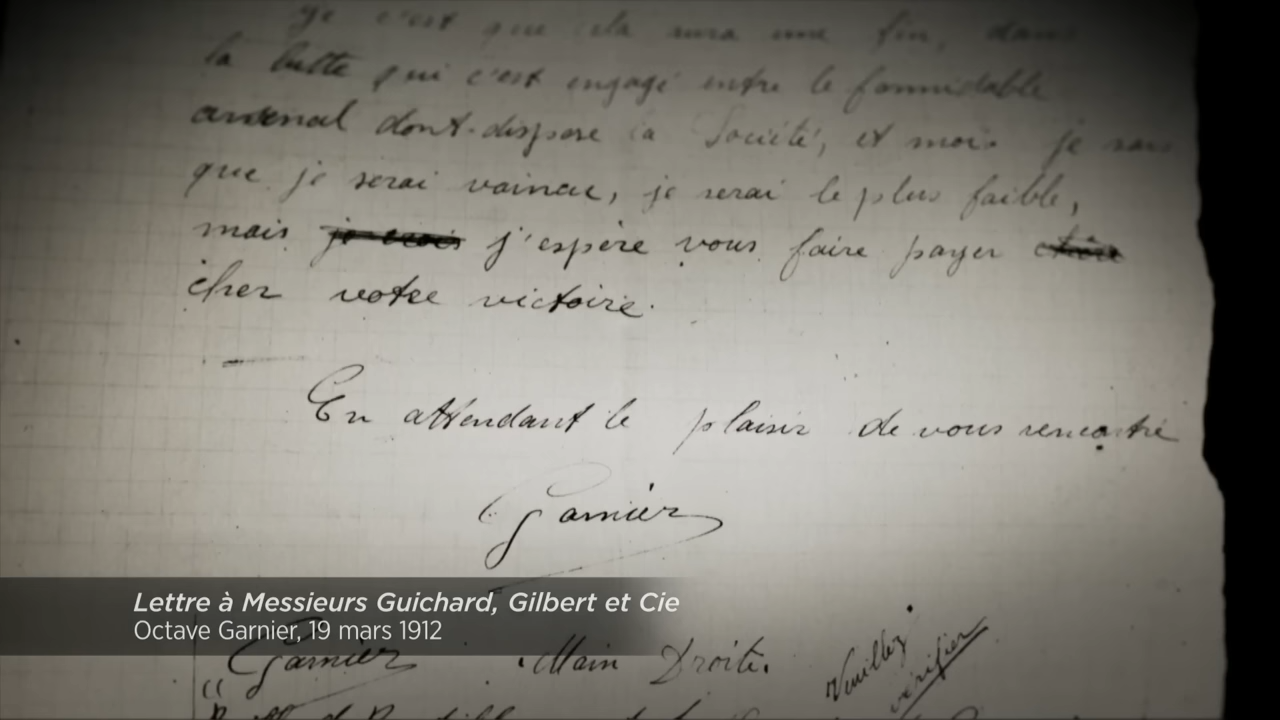 je c'est que cela aura une fin, dans
la lutte qui c'est engagé entre le formidable
arsenal dont dispose la Société, et moi. je sais
que je serai vaincu, je serai le plus faible,
mais je crois j'espère vous faire payer
cher votre victoire.
En attendant le plaisir de vous rencontré
Garnier
Lettre à Messieurs Guichard, Gilbert et Cie
Octave Garnier, 19 mars 1912
Garnier Main Droite.
Veuillez
vérifier